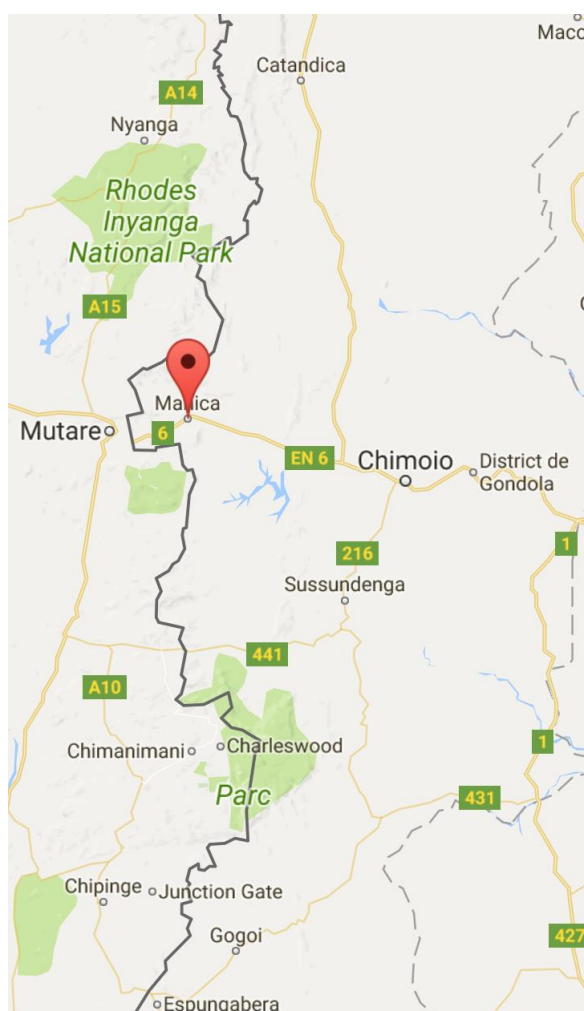 Maco
Catandica
A14
Nyanga
Rhodes
Inyanga
National Park
A15
Manica
Mutare
6
EN 6
Chimoio
District de
Gondola
1
216
Sussundenga
441
A10
Chimanimani
Charleswood
1
Parc
431
Chipinge
Junction Gate
Gogoi
427
Espungabera